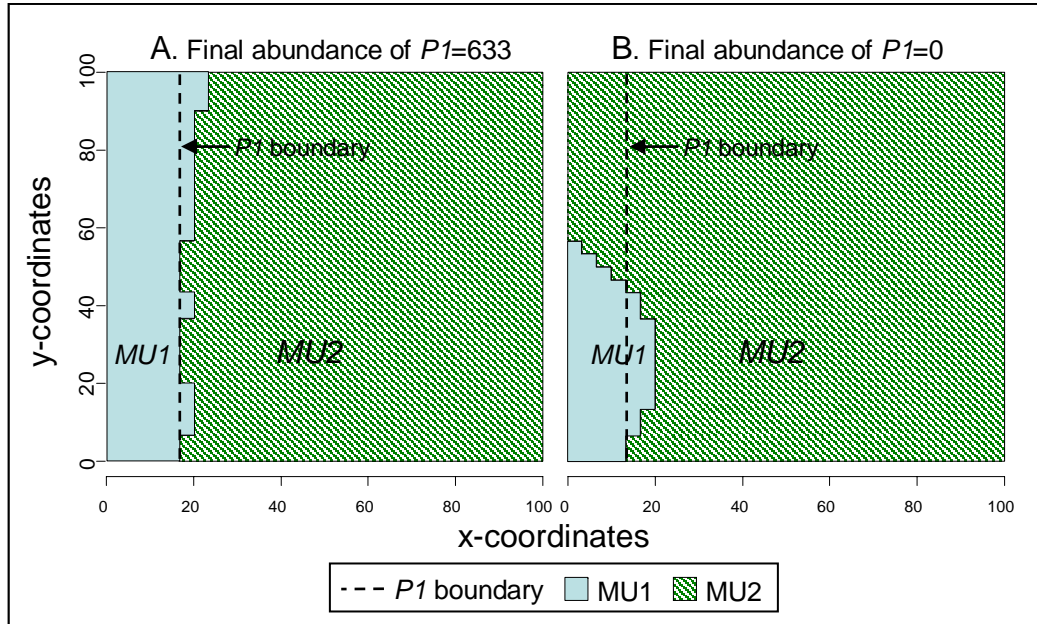 A. Final abundance of P1=633
B. Final abundance of P1=0
y-coordinates
100
80
60
40
20
0
P1 boundary
MU1
MU2
P1 boundary
MU1
MU2
0 20 40 60 80 100
0 20 40 60 80 100
x-coordinates
P1 boundary MU1 MU2